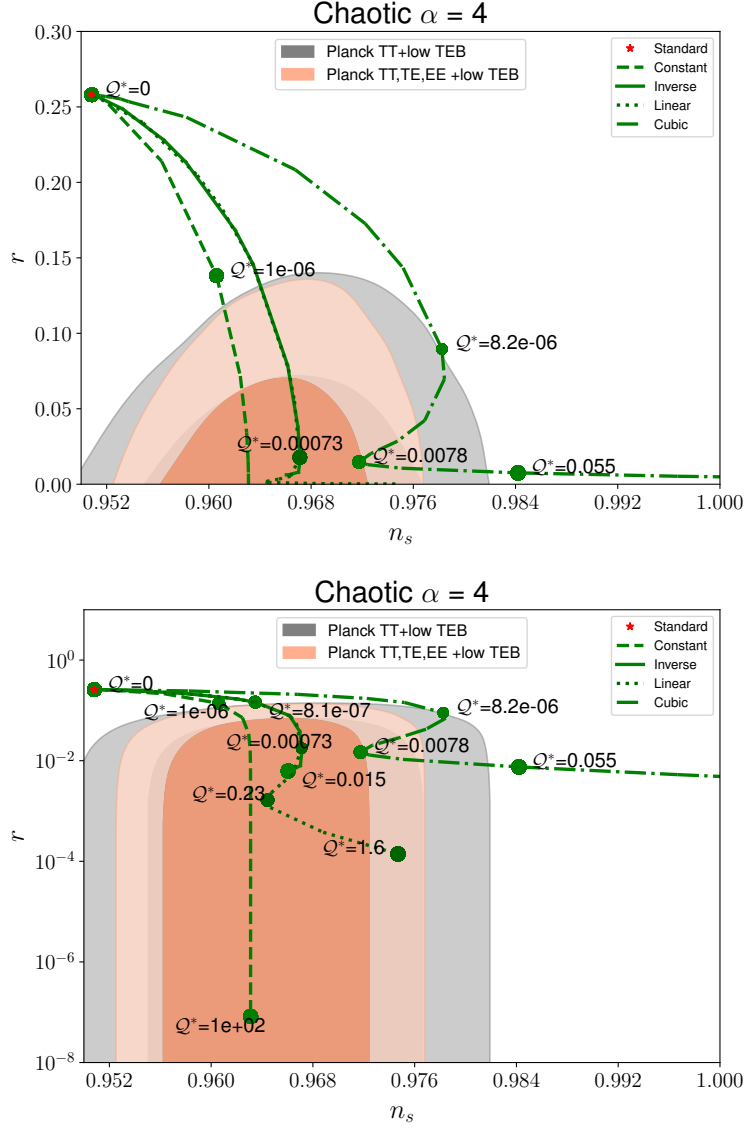 Chaotic α = 4
Planck TT+low TEB
Planck TT,TE,EE +low TEB
Standard
Constant
Inverse
Linear
Cubic
0.30
0.25
0.20
0.15
0.10
0.05
0.00
r
𝒬*=0
𝒬*=1e-06
𝒬*=8.2e-06
𝒬*=0.00073
𝒬*=0.0078
𝒬*=0.055
0.952 0.960 0.968 0.976 0.984 0.992 1.000
n_s
Chaotic α = 4
Planck TT+low TEB
Planck TT,TE,EE +low TEB
Standard
Constant
Inverse
Linear
Cubic
10⁰
10⁻²
10⁻⁴
10⁻⁶
10⁻⁸
r
𝒬*=0
𝒬*=1e-06
𝒬*=8.1e-07
𝒬*=8.2e-06
𝒬*=0.00073
𝒬*=0.0078
𝒬*=0.055
𝒬*=0.015
𝒬*=0.23
𝒬*=1.6
𝒬*=1e+02
0.952 0.960 0.968 0.976 0.984 0.992 1.000
n_s